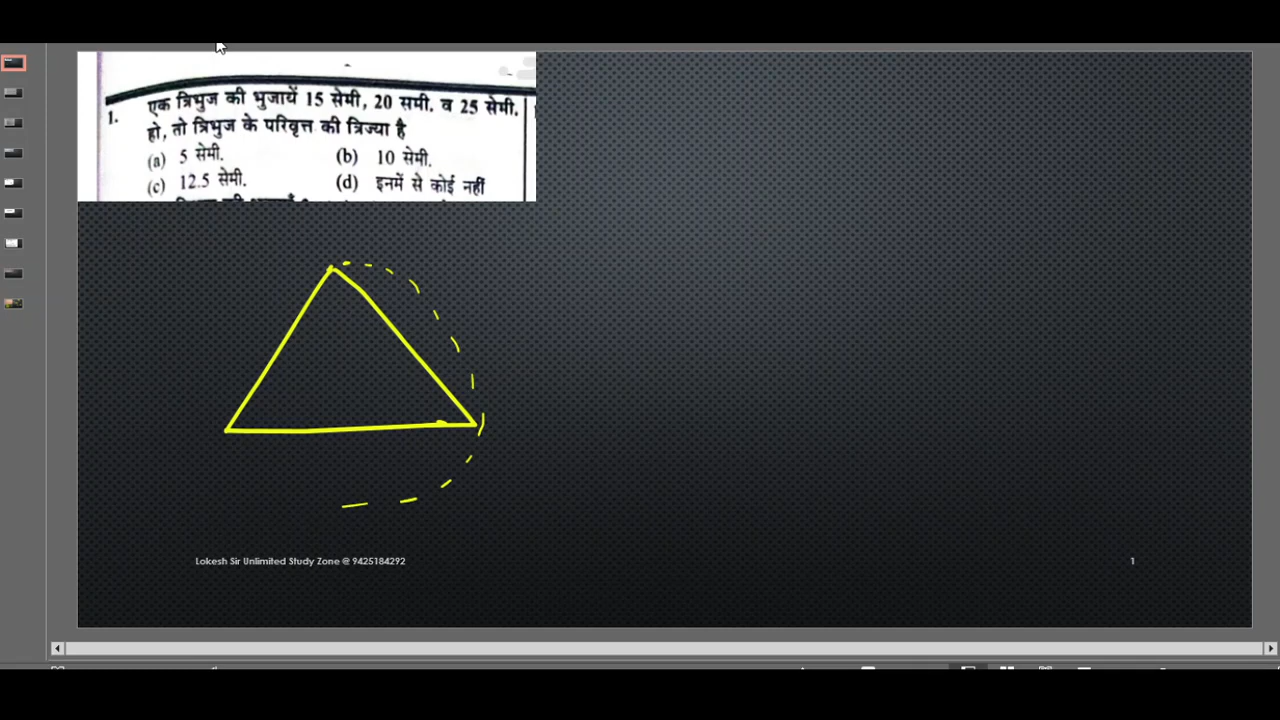 1. एक त्रिभुज की भुजायें 15 सेमी, 20 समी. व 25 सेमी.
हो, तो त्रिभुज के परिवृत्त की त्रिज्या है
(a) 5 सेमी. (b) 10 सेमी.
(c) 12.5 सेमी. (d) इनमें से कोई नहीं
Lokesh Sir Unlimited Study Zone @ 9425184292 1